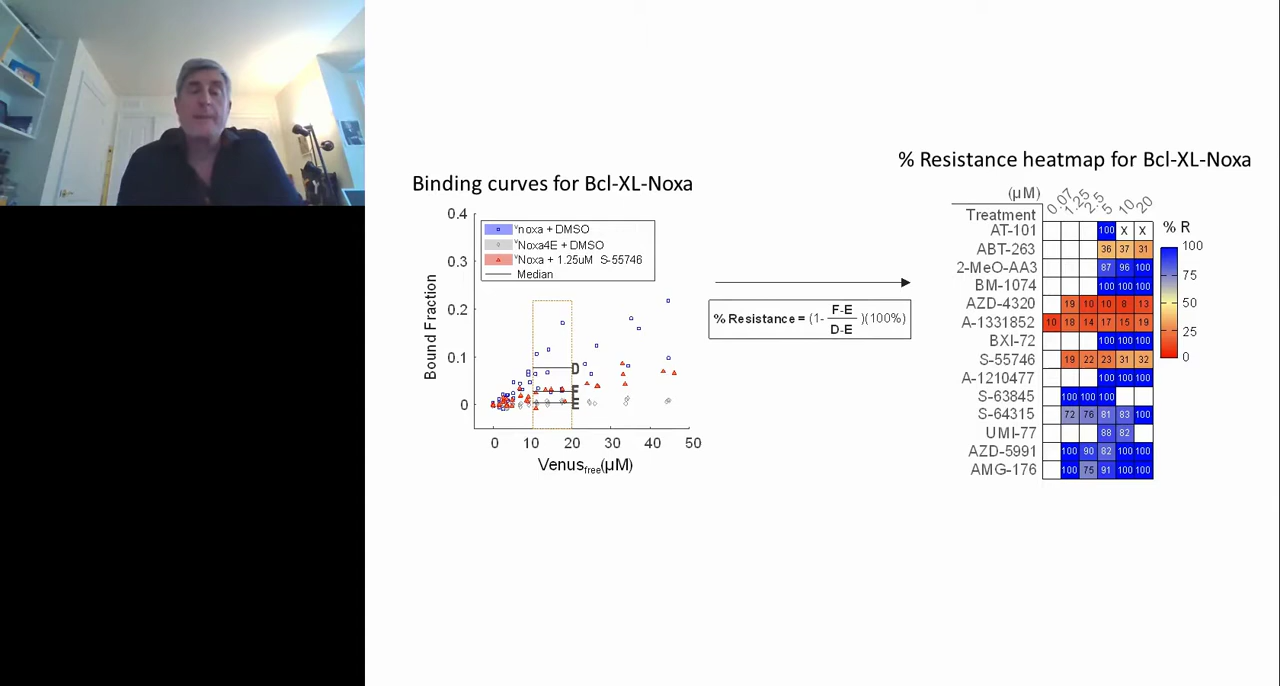 Binding curves for Bcl-XL-Noxa
0.4
0.3
0.2
0.1
0
Bound Fraction
Vnoxa + DMSO
VNoxa4E + DMSO
VNoxa + 1.25uM S-55746
Median
D
F
E
0 10 20 30 40 50
Venusfree(µM)
% Resistance = (1- F-E / D-E )(100%)
% Resistance heatmap for Bcl-XL-Noxa
(µM) 0.07 1.25 2.5 5 10 20
Treatment
AT-101 100 X X
ABT-263 36 37 31
2-MeO-AA3 87 96 100
BM-1074 100 100 100
AZD-4320 19 10 10 8 13
A-1331852 10 18 14 17 15 19
BXI-72 100 100 100
S-55746 19 22 23 31 32
A-1210477 100 100 100
S-63845 100 100 100
S-64315 72 76 81 83 100
UMI-77 88 82
AZD-5991 100 90 82 100 100
AMG-176 100 75 91 100 100
% R
100
75
50
25
0